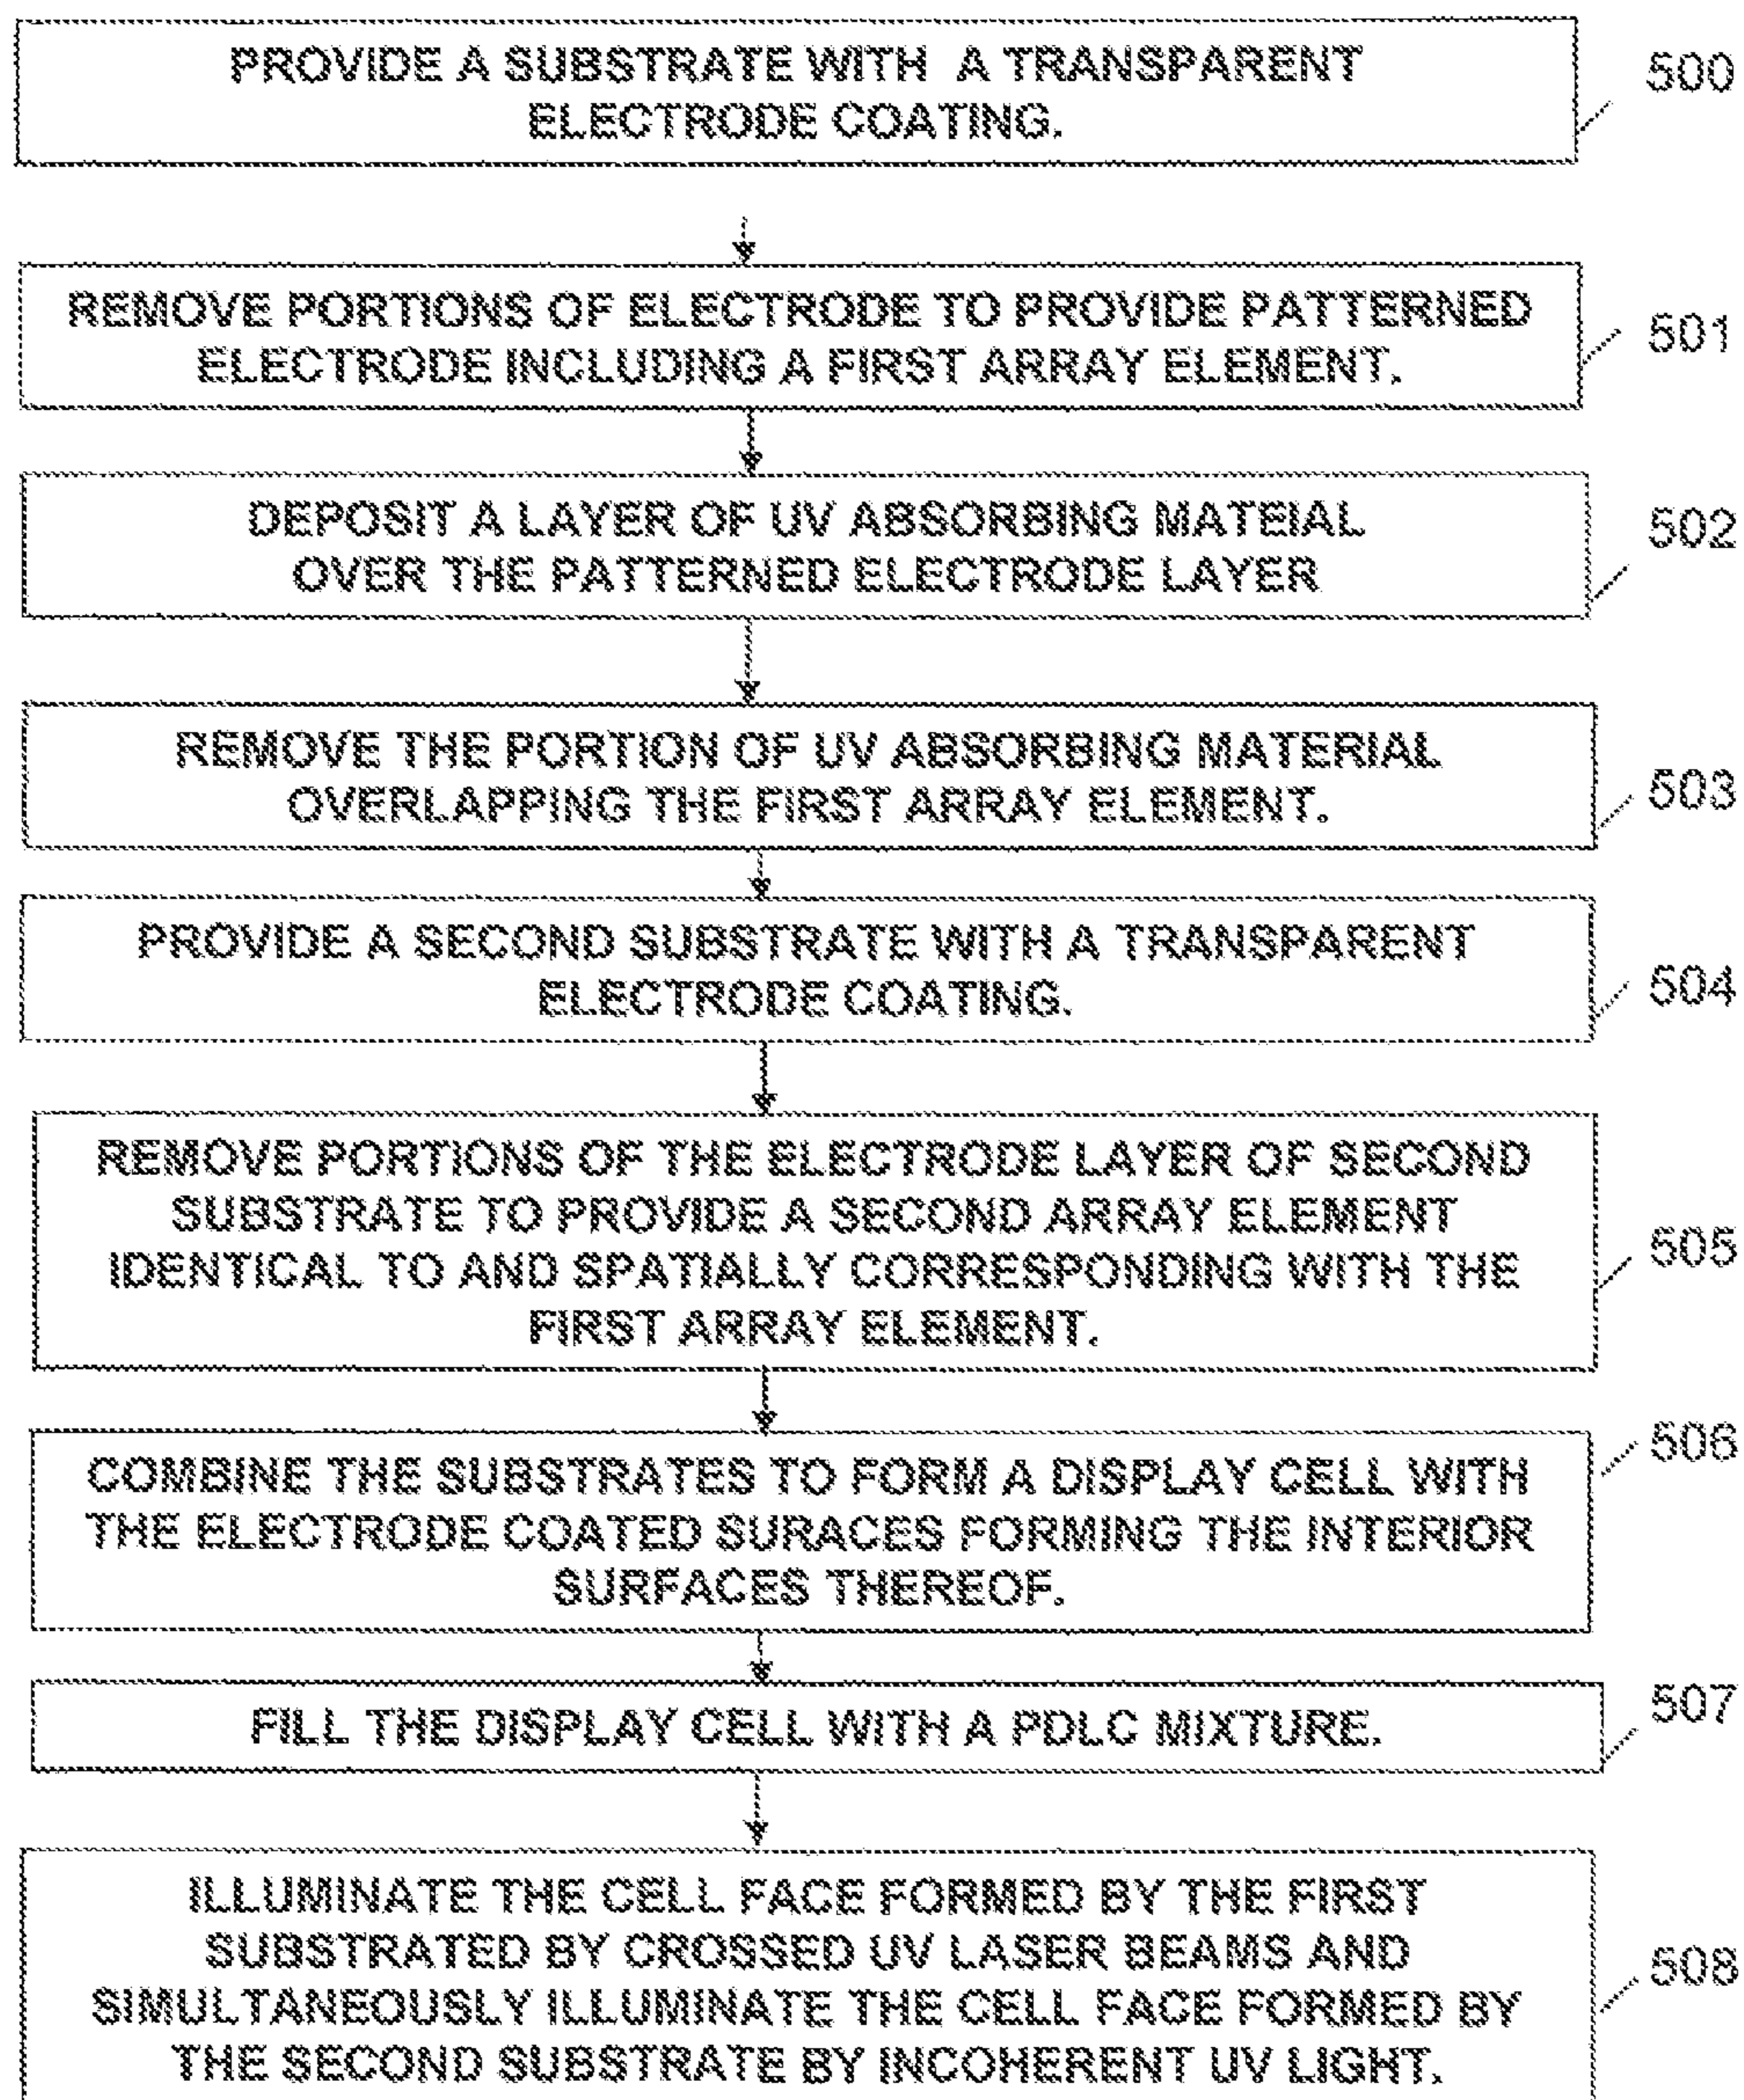 PROVIDE A SUBSTRATE WITH A TRANSPARENT
ELECTRODE COATING.
500
REMOVE PORTIONS OF ELECTRODE TO PROVIDE PATTERNED
ELECTRODE INCLUDING A FIRST ARRAY ELEMENT.
501
DEPOSIT A LAYER OF UV ABSORBING MATEIAL
OVER THE PATTERNED ELECTRODE LAYER
502
REMOVE THE PORTION OF UV ABSORBING MATERIAL
OVERLAPPING THE FIRST ARRAY ELEMENT.
503
PROVIDE A SECOND SUBSTRATE WITH A TRANSPARENT
ELECTRODE COATING.
504
REMOVE PORTIONS OF THE ELECTRODE LAYER OF SECOND
SUBSTRATE TO PROVIDE A SECOND ARRAY ELEMENT
IDENTICAL TO AND SPATIALLY CORRESPONDING WITH THE
FIRST ARRAY ELEMENT.
505
COMBINE THE SUBSTRATES TO FORM A DISPLAY CELL WITH
THE ELECTRODE COATED SURACES FORMING THE INTERIOR
SURFACES THEREOF.
506
FILL THE DISPLAY CELL WITH A PDLC MIXTURE.
507
ILLUMINATE THE CELL FACE FORMED BY THE FIRST
SUBSTRATED BY CROSSED UV LASER BEAMS AND
SIMULTANEOUSLY ILLUMINATE THE CELL FACE FORMED BY
THE SECOND SUBSTRATE BY INCOHERENT UV LIGHT.
508